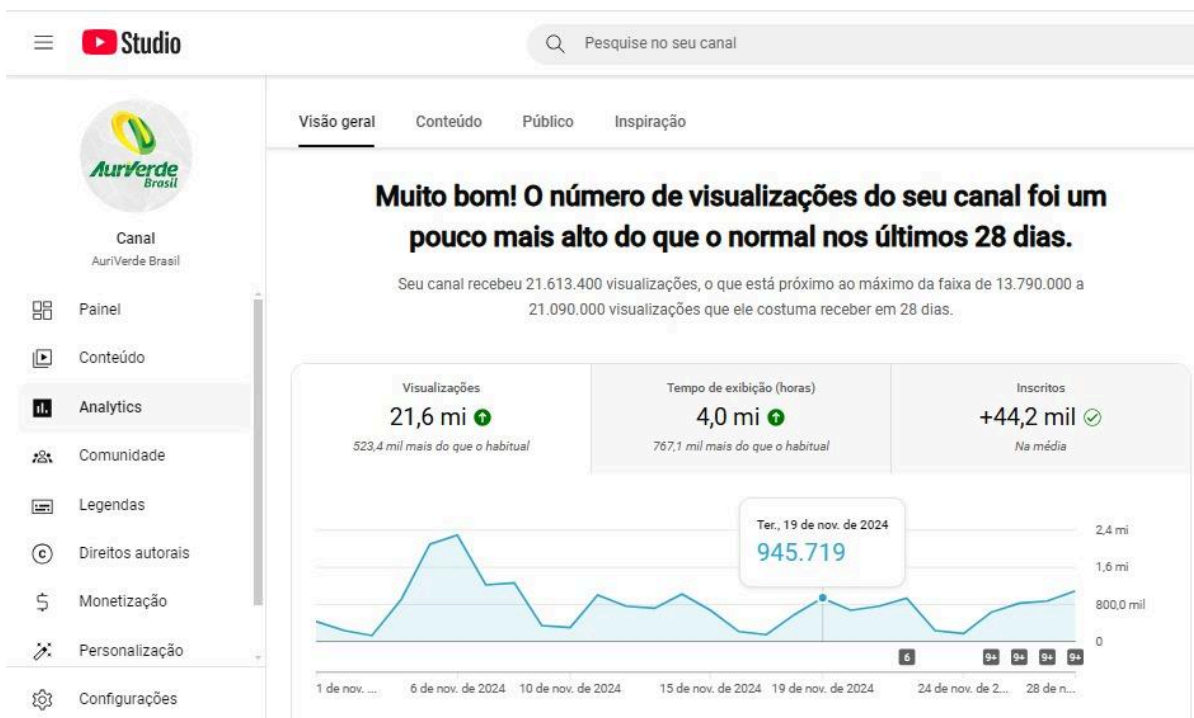 Studio
Pesquise no seu canal
AuriVerde
Brasil
Canal
AuriVerde Brasil
Painel
Conteúdo
Analytics
Comunidade
Legendas
Direitos autorais
Monetização
Personalização
Configurações
Visão geral Conteúdo Público Inspiração
Muito bom! O número de visualizações do seu canal foi um
pouco mais alto do que o normal nos últimos 28 dias.
Seu canal recebeu 21.613.400 visualizações, o que está próximo ao máximo da faixa de 13.790.000 a
21.090.000 visualizações que ele costuma receber em 28 dias.
Visualizações
21,6 mi
523,4 mil mais do que o habitual
Tempo de exibição (horas)
4,0 mi
767,1 mil mais do que o habitual
Inscritos
+44,2 mil
Na média
Ter., 19 de nov. de 2024
945.719
2,4 mi
1,6 mi
800,0 mil
0
6 9+ 9+ 9+ 9+
1 de nov. ... 6 de nov. de 2024 10 de nov. de 2024 15 de nov. de 2024 19 de nov. de 2024 24 de nov. de 2... 28 de n...